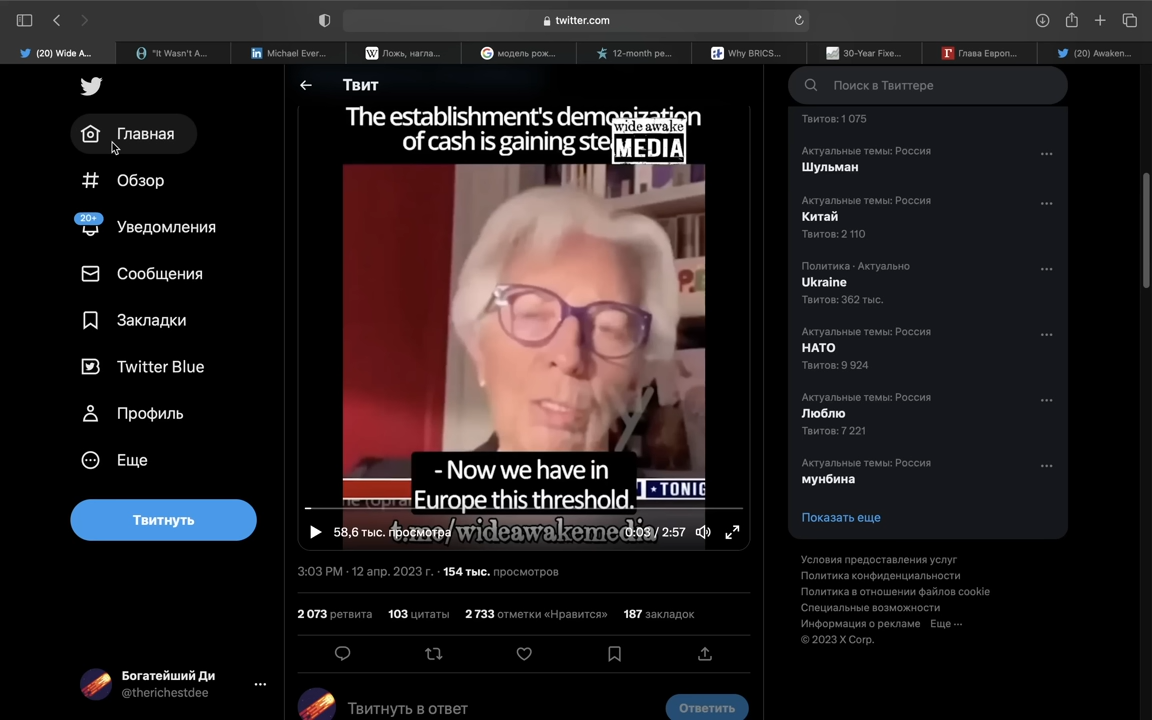 twitter.com
(20) Wide A...
"It Wasn't A...
Michael Ever...
Ложь, нагла...
модель рож...
12-month pe...
Why BRICS...
30-Year Fixe...
Глава Европ...
(20) Awaken...
Главная
Обзор
20+
Уведомления
Сообщения
Закладки
Twitter Blue
Профиль
Еще
Твитнуть
Богатейший Ди
@therichestdee
Твит
The establishment's demonization
of cash is gaining stea
wide awake
MEDIA
- Now we have in
Europe this threshold.
TONIG
t.me/wideawakemedia
58,6 тыс. просмотра
0:03 / 2:57
3:03 PM · 12 апр. 2023 г. · 154 тыс. просмотров
2 073 ретвита 103 цитаты 2 733 отметки «Нравится» 187 закладок
Твитнуть в ответ
Ответить
Поиск в Твиттере
Твитов: 1 075
Актуальные темы: Россия
Шульман
Актуальные темы: Россия
Китай
Твитов: 2 110
Политика · Актуально
Ukraine
Твитов: 362 тыс.
Актуальные темы: Россия
НАТО
Твитов: 9 924
Актуальные темы: Россия
Люблю
Твитов: 7 221
Актуальные темы: Россия
мунбина
Показать еще
Условия предоставления услуг
Политика конфиденциальности
Политика в отношении файлов cookie
Специальные возможности
Информация о рекламе Еще ···
© 2023 X Corp.